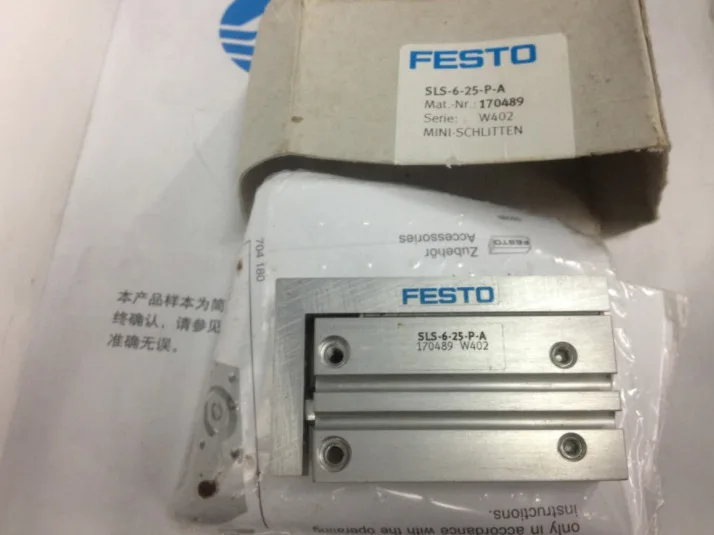 FESTO
SLS-6-25-P-A
Mat.-Nr.: 170489
Serie: W402
MINI-SCHLITTEN
704 180
Zubehör
Accessories
FESTO
本产品样本为简
终确认，请参见
准确无误。
FESTO
SLS-6-25-P-A
170489 W402
only in accordance with the operating
instructions.